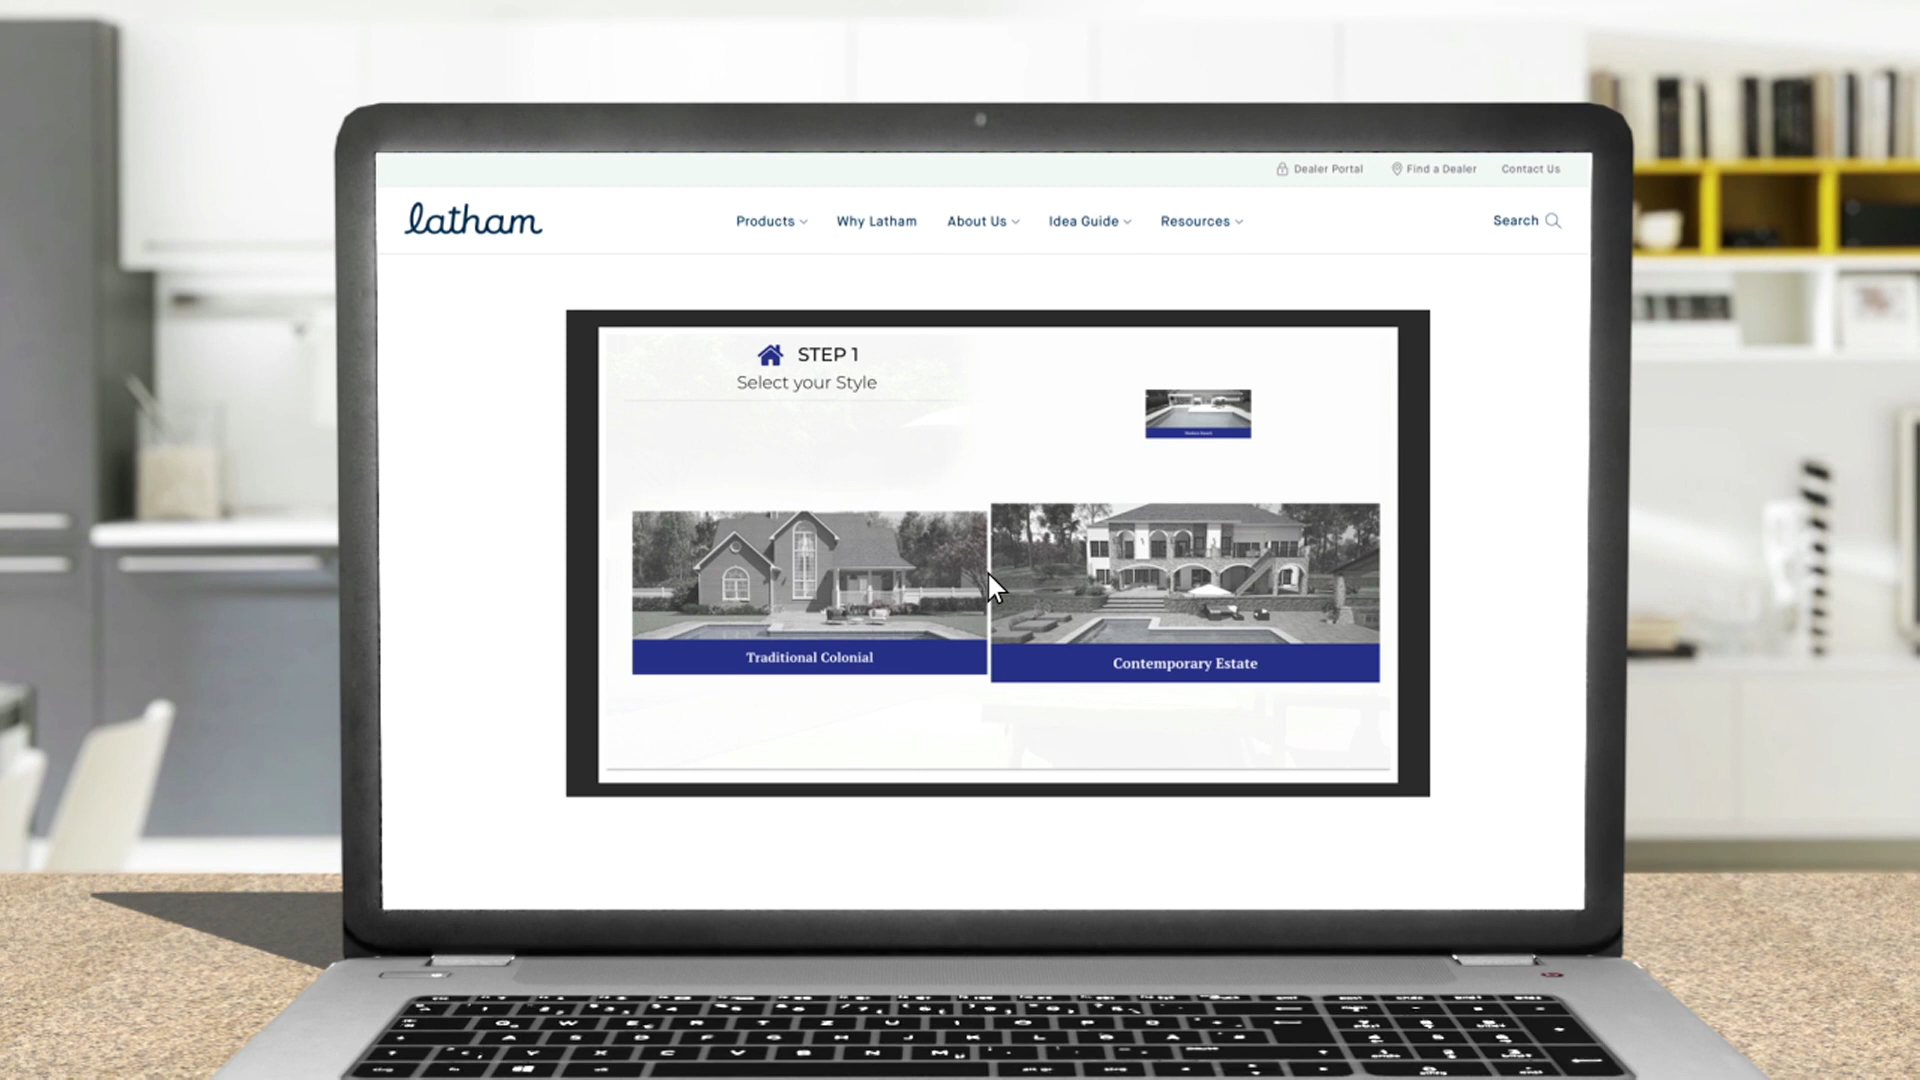 Dealer Portal
Find a Dealer
Contact Us
latham
Products
Why Latham
About Us
Idea Guide
Resources
Search
STEP 1
Select your Style
Traditional Colonial
Contemporary Estate